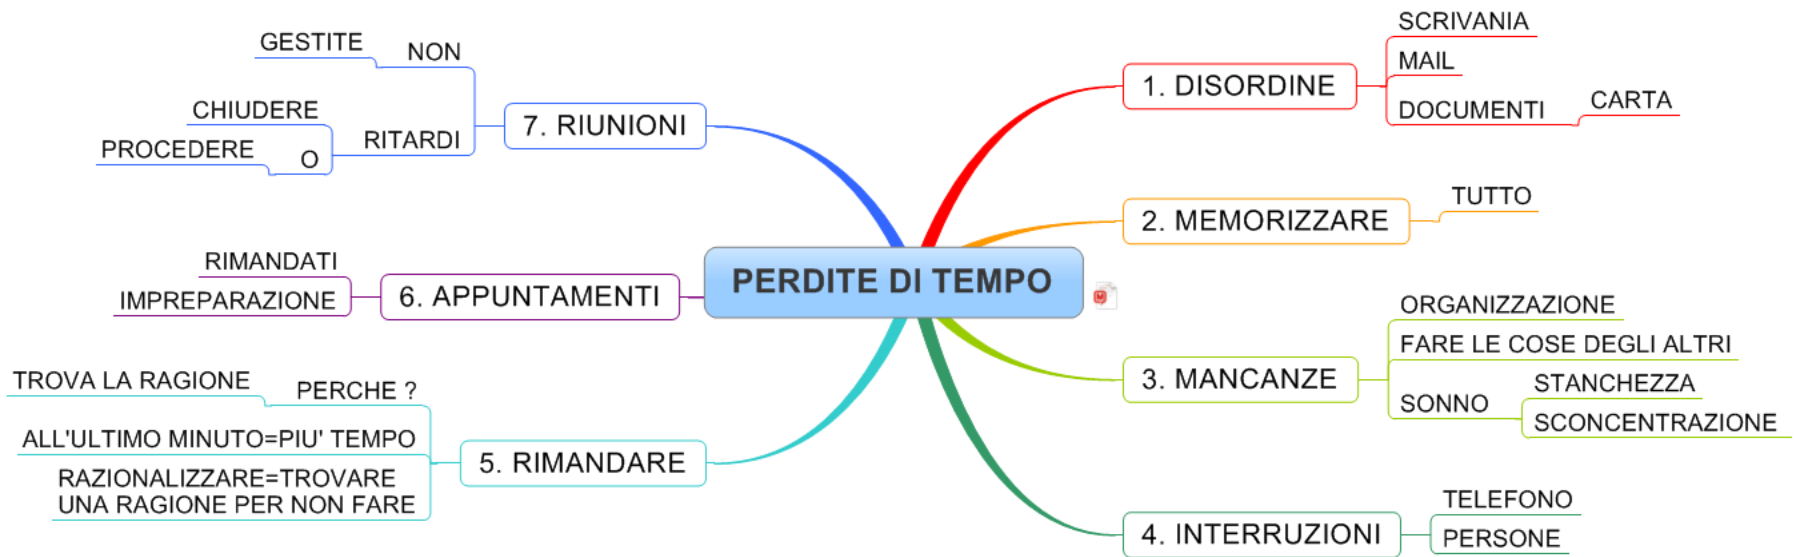 PERDITE DI TEMPO
1. DISORDINE
SCRIVANIA
MAIL
DOCUMENTI
CARTA
2. MEMORIZZARE
TUTTO
3. MANCANZE
ORGANIZZAZIONE
FARE LE COSE DEGLI ALTRI
SONNO
STANCHEZZA
SCONCENTRAZIONE
4. INTERRUZIONI
TELEFONO
PERSONE
5. RIMANDARE
PERCHE ?
TROVA LA RAGIONE
ALL'ULTIMO MINUTO=PIU' TEMPO
RAZIONALIZZARE=TROVARE
UNA RAGIONE PER NON FARE
6. APPUNTAMENTI
RIMANDATI
IMPREPARAZIONE
7. RIUNIONI
NON
GESTITE
RITARDI
CHIUDERE
O
PROCEDERE